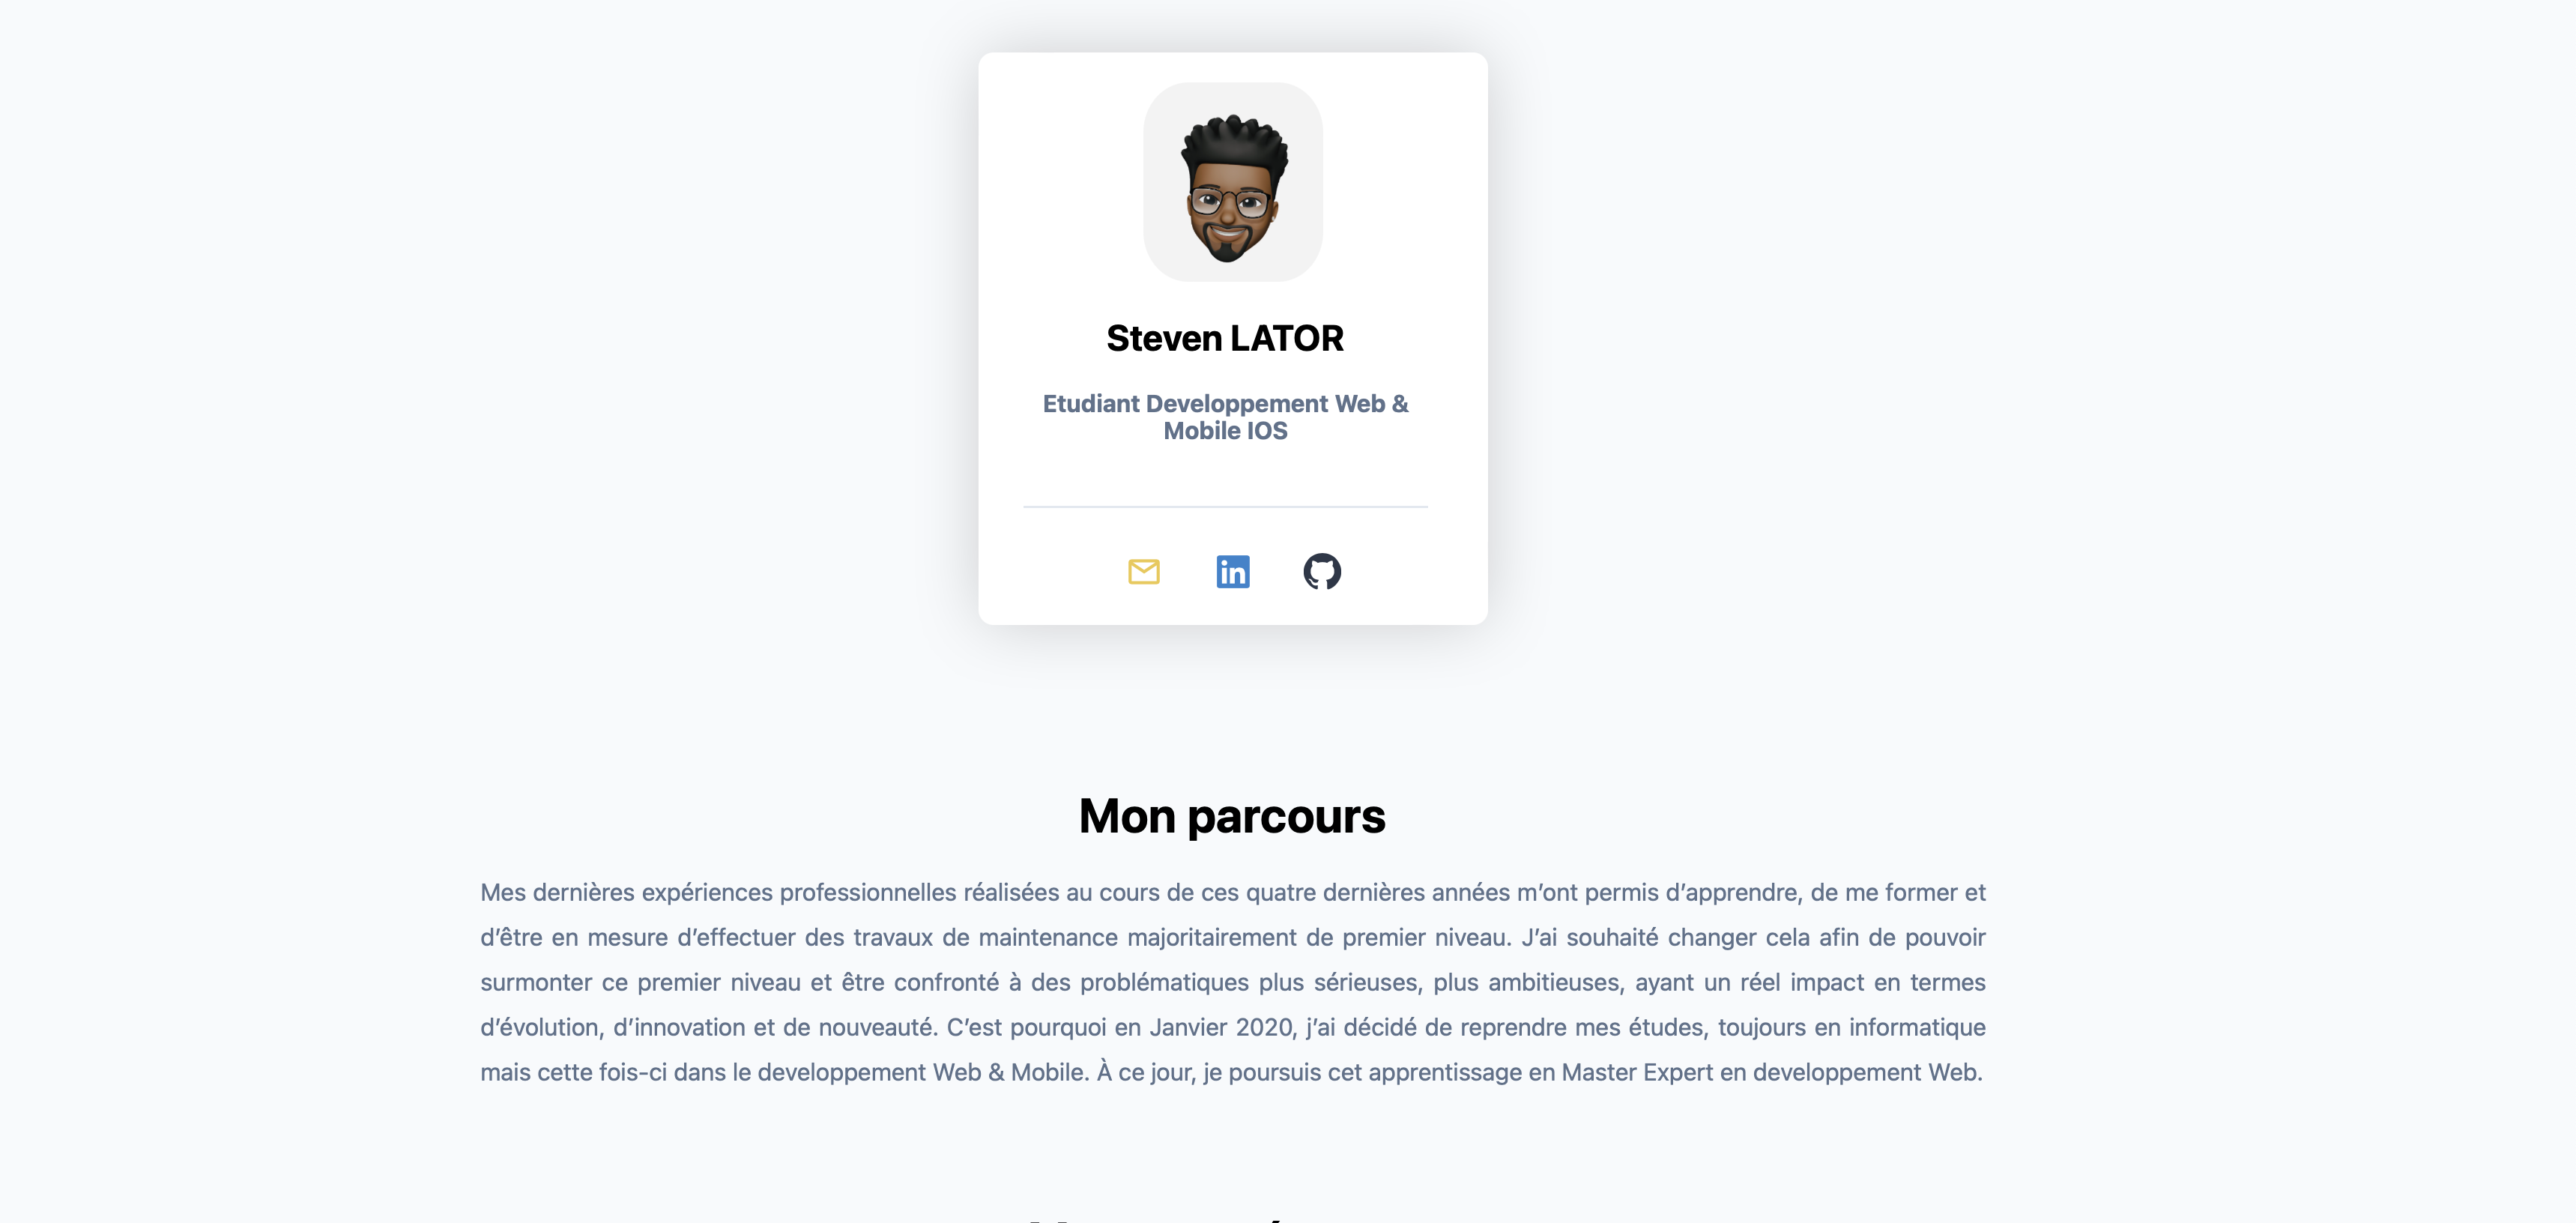 Steven LATOR
Etudiant Developpement Web &
Mobile IOS
in
Mon parcours
Mes dernières expériences professionnelles réalisées au cours de ces quatre dernières années m’ont permis d’apprendre, de me former et
d’être en mesure d’effectuer des travaux de maintenance majoritairement de premier niveau. J’ai souhaité changer cela afin de pouvoir
surmonter ce premier niveau et être confronté à des problématiques plus sérieuses, plus ambitieuses, ayant un réel impact en termes
d’évolution, d’innovation et de nouveauté. C’est pourquoi en Janvier 2020, j’ai décidé de reprendre mes études, toujours en informatique
mais cette fois-ci dans le developpement Web & Mobile. À ce jour, je poursuis cet apprentissage en Master Expert en developpement Web.